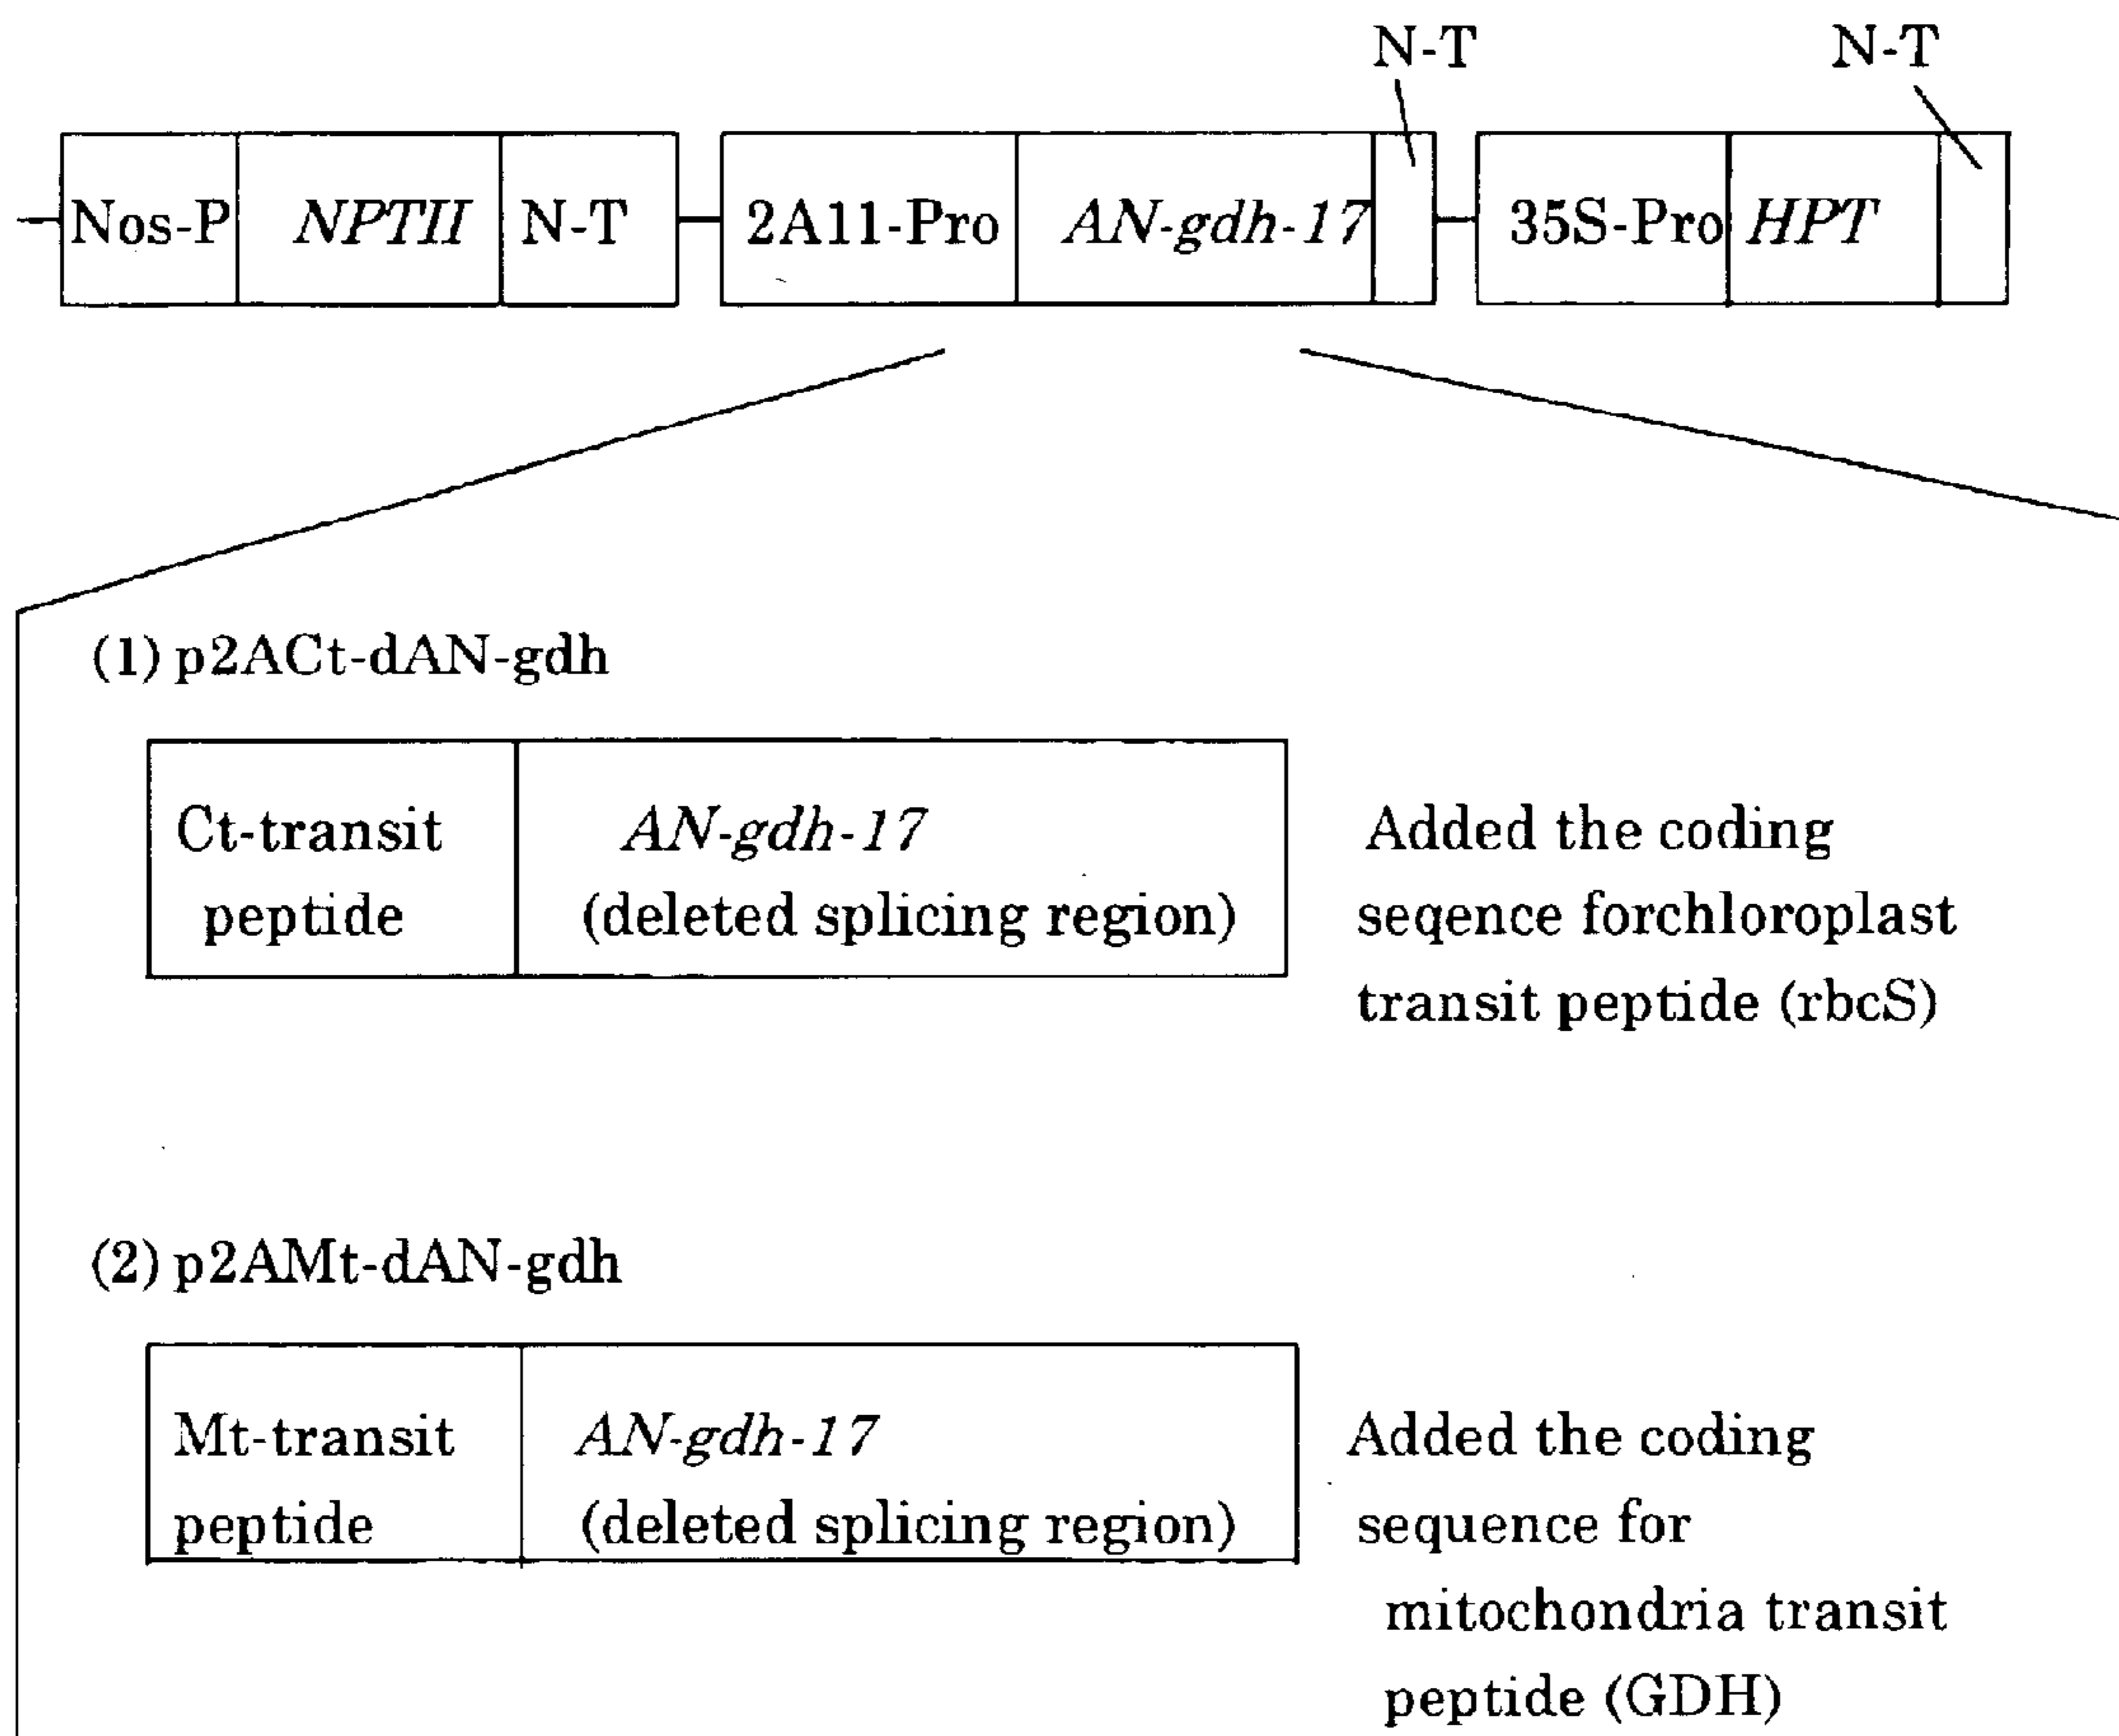 N-T N-T
Nos-P NPTII N-T 2A11-Pro AN-gdh-17 35S-Pro HPT
(1) p2ACt-dAN-gdh
Ct-transit
peptide
AN-gdh-17
(deleted splicing region)
Added the coding
seqence forchloroplast
transit peptide (rbcS)
(2) p2AMt-dAN-gdh
Mt-transit
peptide
AN-gdh-17
(deleted splicing region)
Added the coding
sequence for
mitochondria transit
peptide (GDH)